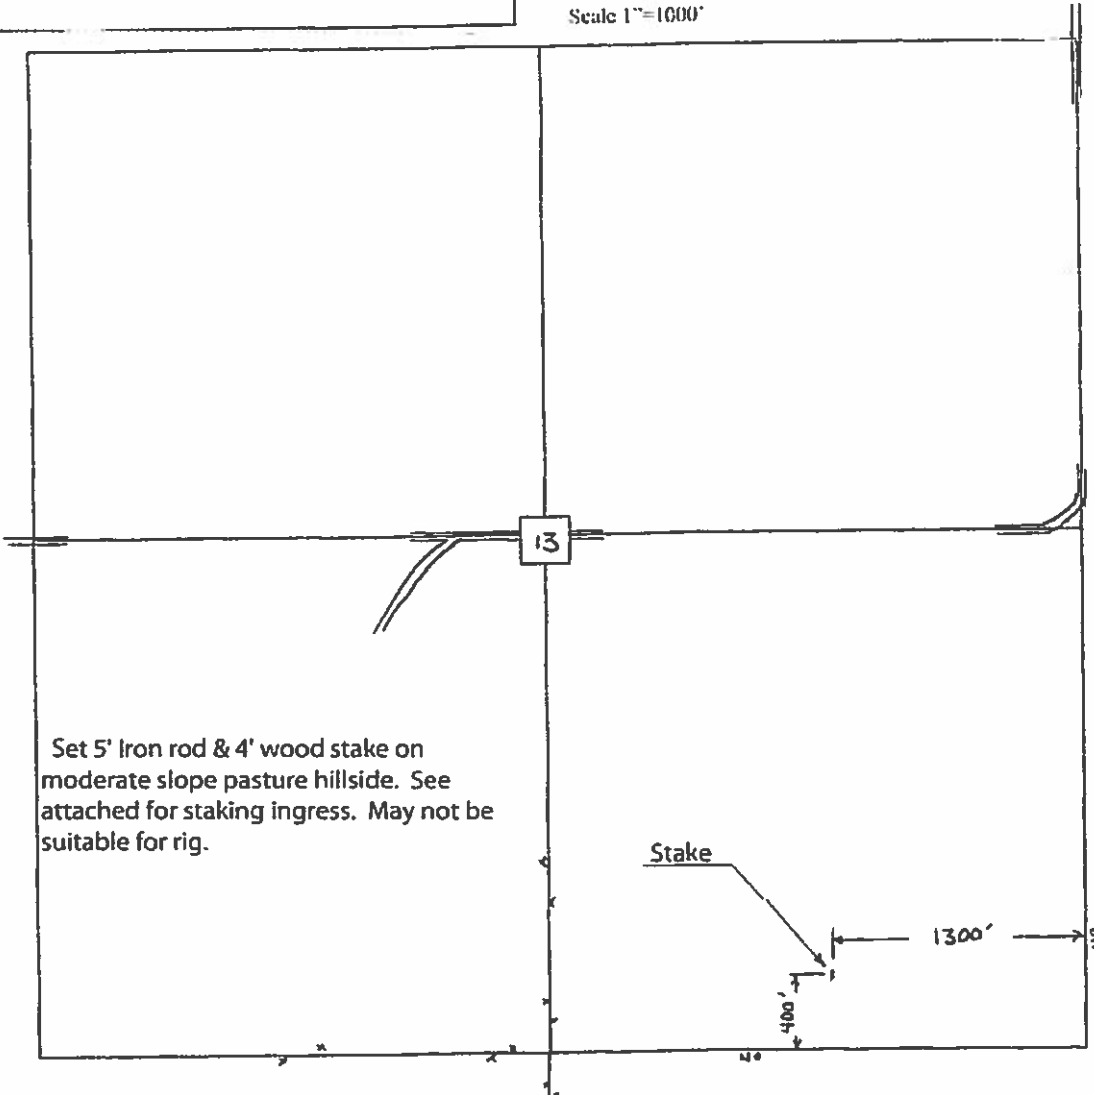 Scale 1"=1000'
13
Set 5' Iron rod & 4' wood stake on
moderate slope pasture hillside. See
attached for staking ingress. May not be
suitable for rig.
Stake
1300'
400'